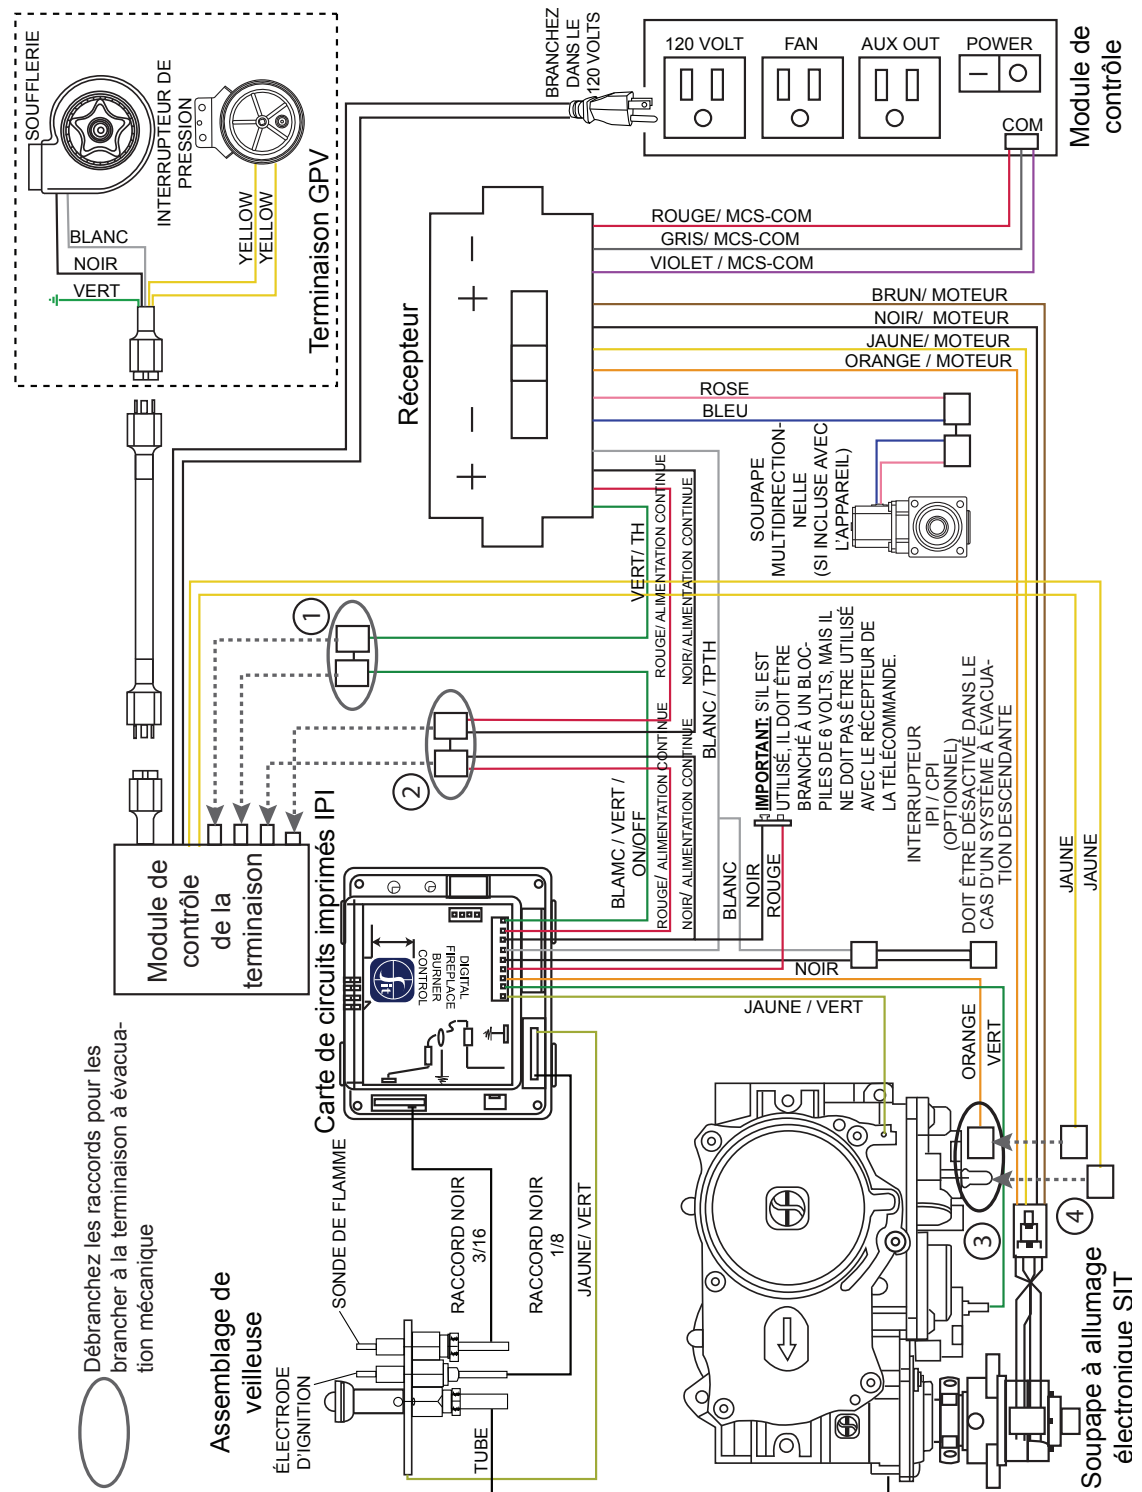 SOUFFLERIE
INTERRUPTEUR DE
PRESSION
BLANC
NOIR
VERT
YELLOW
YELLOW
Terminaison GPV
BRANCHEZ
DANS LE
120 VOLTS
120 VOLT
FAN
AUX OUT
POWER
COM
Module de
contrôle
Récepteur
ROUGE/ MCS-COM
GRIS/ MCS-COM
VIOLET / MCS-COM
BRUN/ MOTEUR
NOIR/ MOTEUR
JAUNE/ MOTEUR
ORANGE / MOTEUR
ROSE
BLEU
SOUPAPE
MULTIDIRECTION-
NELLE
(SI INCLUSE AVEC
L'APPAREIL)
VERT/ TH
ROUGE/ ALIMENTATION CONTINUE
NOIR/ ALIMENTATION CONTINUE
BLANC / TPTH
1
2
BLAMC / VERT /
ON/OFF
ROUGE/ ALIMENTATION CONTINUE
NOIR/ ALIMENTATION CONTINUE
BLANC
NOIR
ROUGE
IMPORTANT: S'IL EST
UTILISÉ, IL DOIT ÊTRE
BRANCHÉ À UN BLOC-
PILES DE 6 VOLTS, MAIS IL
NE DOIT PAS ÊTRE UTILISÉ
AVEC LE RÉCEPTEUR DE
LA TÉLÉCOMMANDE.
INTERRUPTEUR
IPI / CPI
(OPTIONNEL)
DOIT ÊTRE DÉSACTIVÉ DANS LE
CAS D'UN SYSTÈME À ÉVACUA-
TION DESCENDANTE
JAUNE
JAUNE
Module de
contrôle
de la
terminaison
Carte de circuits imprimés IPI
sit
DIGITAL
FIREPLACE
BURNER
CONTROL
NOIR
JAUNE / VERT
ORANGE
VERT
Débranchez les raccords pour les
brancher à la terminaison à évacua-
tion mécanique
Assemblage de
veilleuse
SONDE DE FLAMME
ÉLECTRODE
D'IGNITION
RACCORD NOIR
3/16
RACCORD NOIR
1/8
JAUNE/ VERT
TUBE
3
4
Soupape à allumage
électronique SIT